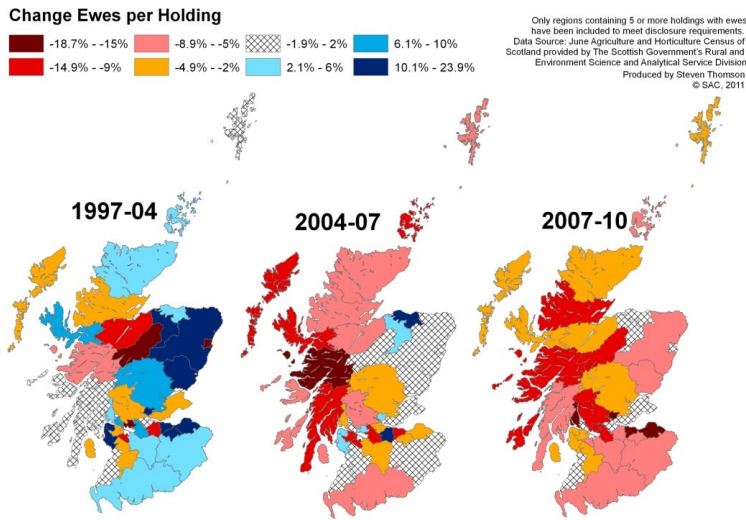 Change Ewes per Holding
-18.7% - -15%
-8.9% - -5%
-1.9% - 2%
6.1% - 10%
-14.9% - -9%
-4.9% - -2%
2.1% - 6%
10.1% - 23.9%
Only regions containing 5 or more holdings with ewes
have been included to meet disclosure requirements.
Data Source: June Agriculture and Horticulture Census of
Scotland provided by The Scottish Government's Rural and
Environment Science and Analytical Service Division
Produced by Steven Thomson
© SAC, 2011
1997-04
2004-07
2007-10